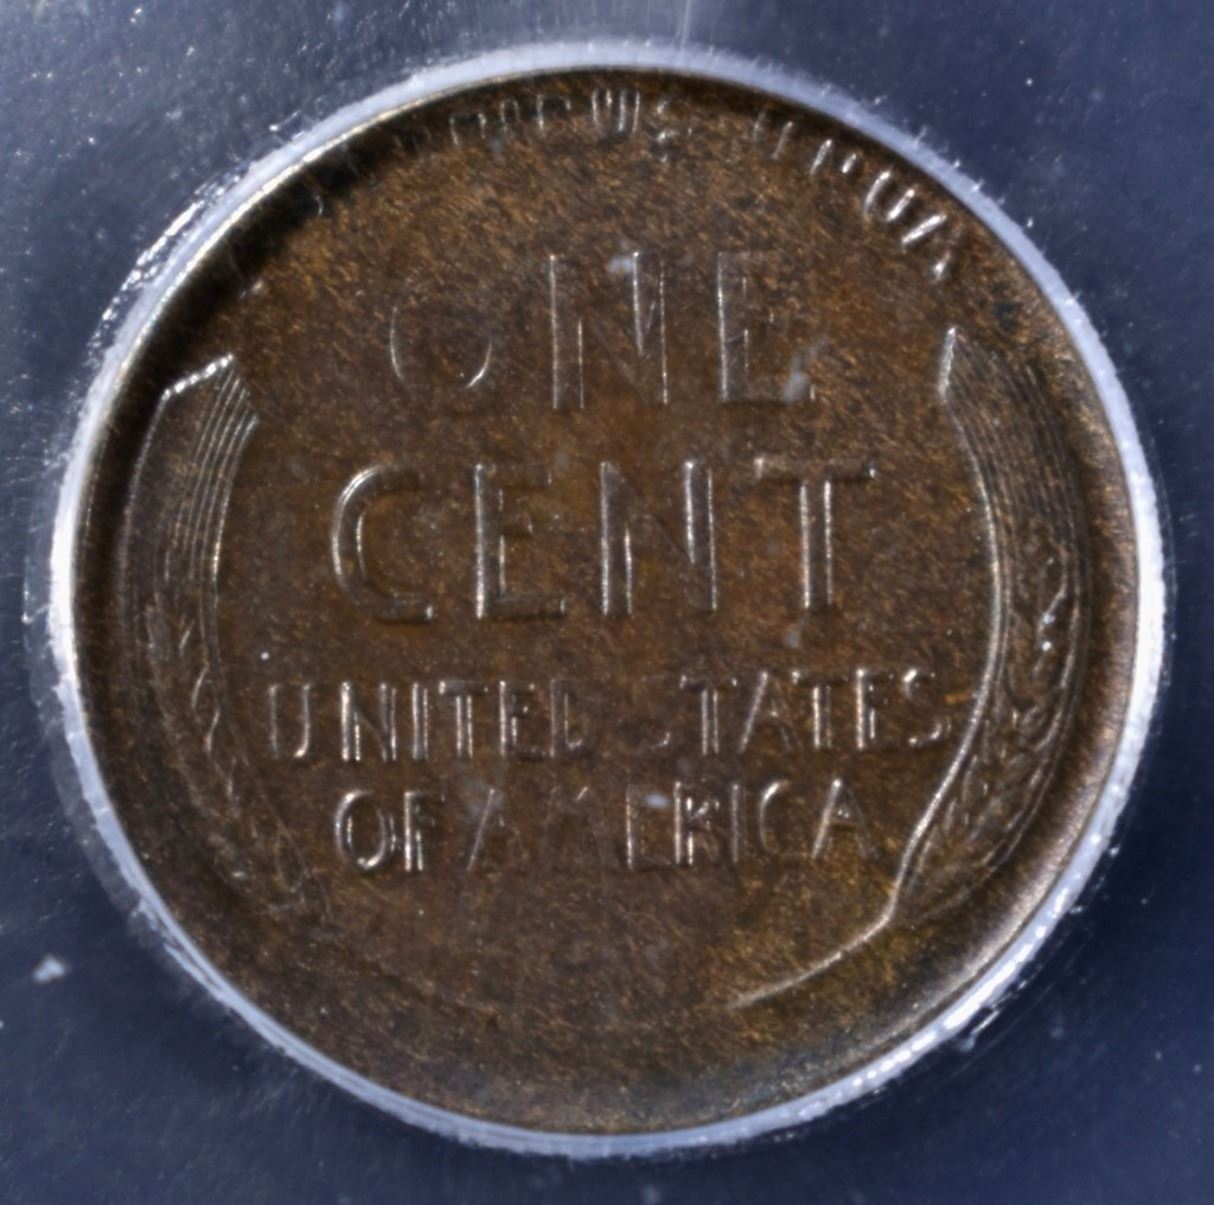 ONE
CENT
UNITED STATES
OF AMERICA